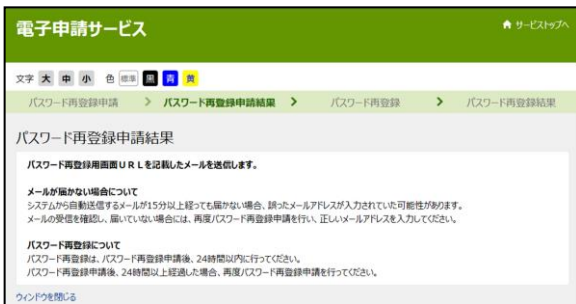 電子申請サービス
サービストップへ
文字 大 中 小 色 標準 黒 青 黄
パスワード再登録申請 > パスワード再登録申請結果 > パスワード再登録 > パスワード再登録結果
パスワード再登録申請結果
パスワード再登録用画面URLを記載したメールを送信します。
メールが届かない場合について
システムから自動送信するメールが15分以上経っても届かない場合、誤ったメールアドレスが入力されていた可能性があります。
メールの受信を確認し、届いていない場合には、再度パスワード再登録申請を行い、正しいメールアドレスを入力してください。
パスワード再登録について
パスワード再登録は、パスワード再登録申請後、24時間以内に行ってください。
パスワード再登録申請後、24時間以上経過した場合、再度パスワード再登録申請を行ってください。
ウィンドウを閉じる